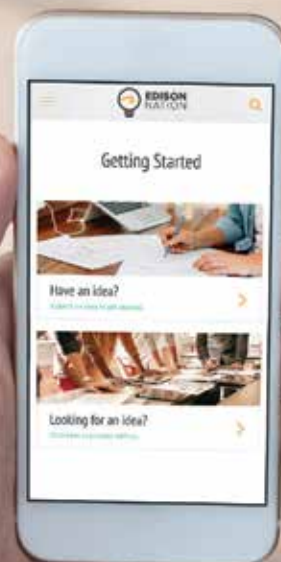 EDISON
NATION
Getting Started
Have an idea?
Looking for an idea?